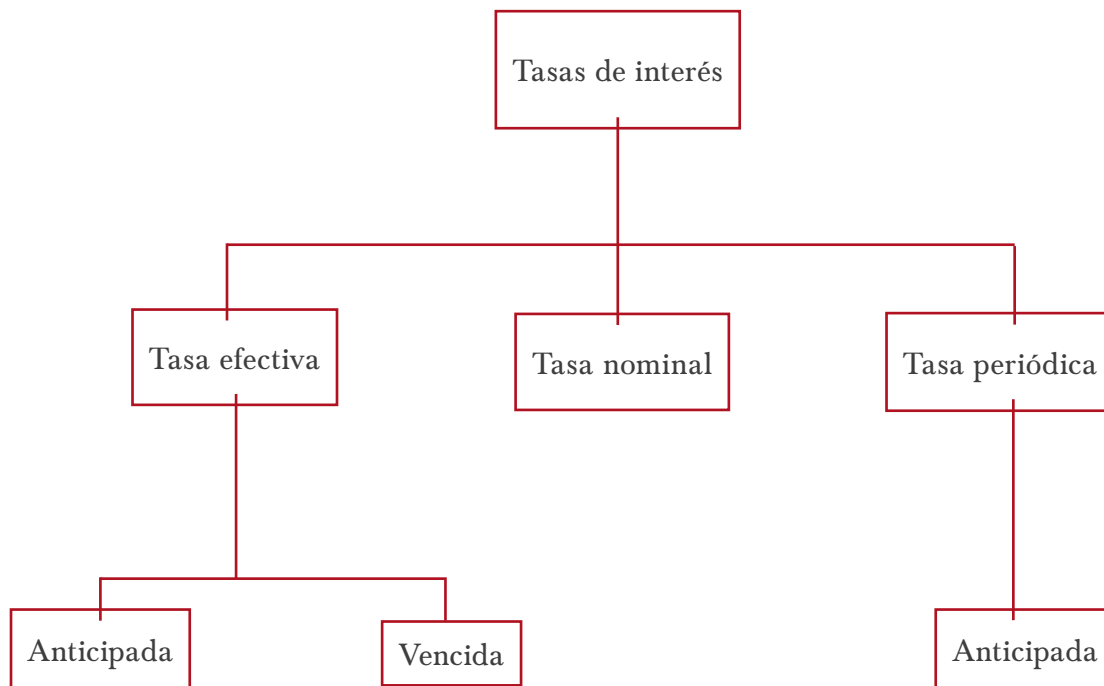 Tasas de interés
Tasa efectiva
Tasa nominal
Tasa periódica
Anticipada
Vencida
Anticipada